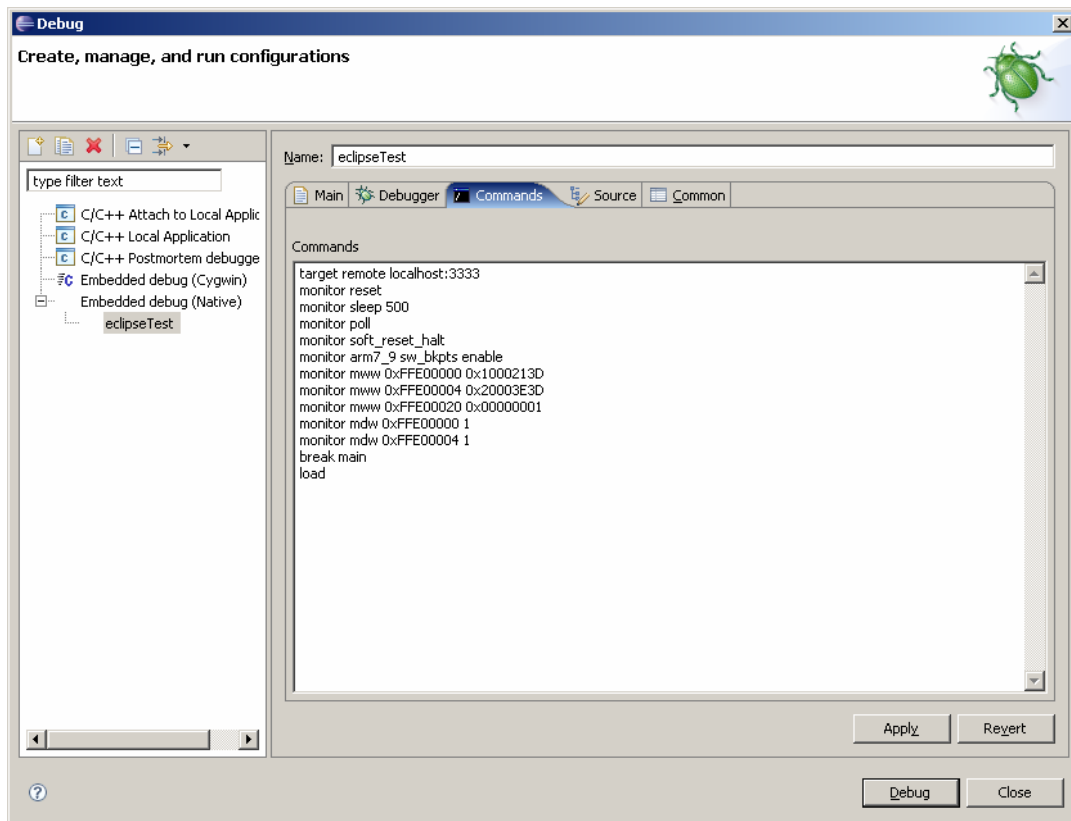 Debug
Create, manage, and run configurations
Name: eclipseTest
type filter text
Main Debugger Commands Source Common
C/C++ Attach to Local Applic
C/C++ Local Application
C/C++ Postmortem debugge
Embedded debug (Cygwin)
Embedded debug (Native)
eclipseTest
Commands
target remote localhost:3333
monitor reset
monitor sleep 500
monitor poll
monitor soft_reset_halt
monitor arm7_9 sw_bkpts enable
monitor mww 0xFFE00000 0x1000213D
monitor mww 0xFFE00004 0x20003E3D
monitor mww 0xFFE00020 0x00000001
monitor mdw 0xFFE00000 1
monitor mdw 0xFFE00004 1
break main
load
Apply Revert
Debug Close